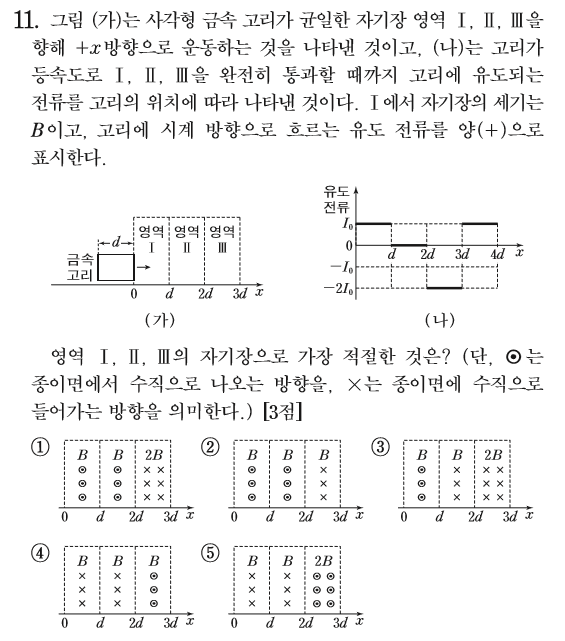 11. 그림 (가)는 사각형 금속 고리가 균일한 자기장 영역 Ⅰ, Ⅱ, Ⅲ을
향해 +x방향으로 운동하는 것을 나타낸 것이고, (나)는 고리가
등속도로 Ⅰ, Ⅱ, Ⅲ을 완전히 통과할 때까지 고리에 유도되는
전류를 고리의 위치에 따라 나타낸 것이다. Ⅰ에서 자기장의 세기는
B이고, 고리에 시계 방향으로 흐르는 유도 전류를 양(+)으로
표시한다.
d
금속
고리
영역 영역 영역
Ⅰ Ⅱ Ⅲ
0 d 2d 3d x
(가)
유도
전류
I₀
0
-I₀
-2I₀
d 2d 3d 4d x
(나)
영역 Ⅰ, Ⅱ, Ⅲ의 자기장으로 가장 적절한 것은? (단, ⊙는
종이면에서 수직으로 나오는 방향을, ×는 종이면에 수직으로
들어가는 방향을 의미한다.) [3점]
① B B 2B
⊙ ⊙ × ×
⊙ ⊙ × ×
⊙ ⊙ × ×
0 d 2d 3d x
② B B B
⊙ ⊙ ×
⊙ ⊙ ×
⊙ ⊙ ×
0 d 2d 3d x
③ B B 2B
⊙ × × ×
⊙ × × ×
⊙ × × ×
0 d 2d 3d x
④ B B B
× × ⊙
× × ⊙
× × ⊙
0 d 2d 3d x
⑤ B B 2B
× × ⊙ ⊙
× × ⊙ ⊙
× × ⊙ ⊙
0 d 2d 3d x